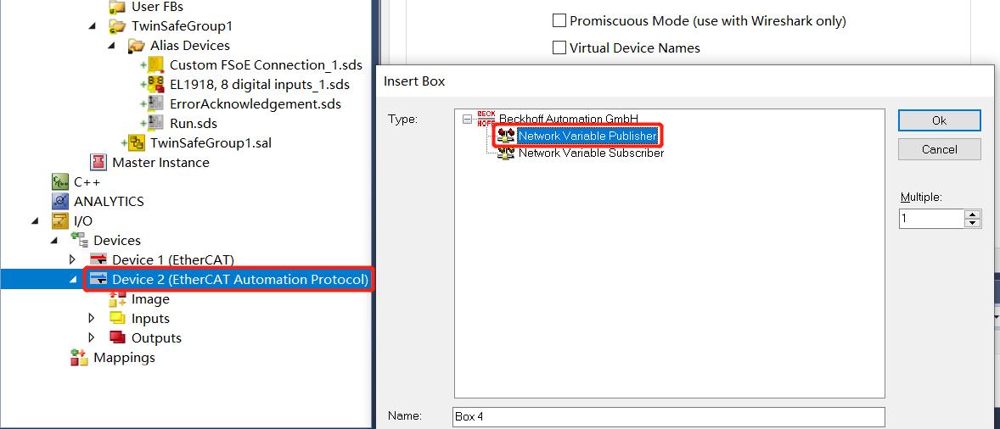 User FBs
TwinSafeGroup1
Alias Devices
Custom FSoE Connection_1.sds
EL1918, 8 digital inputs_1.sds
ErrorAcknowledgement.sds
Run.sds
TwinSafeGroup1.sal
Master Instance
C++
ANALYTICS
I/O
Devices
Device 1 (EtherCAT)
Device 2 (EtherCAT Automation Protocol)
Image
Inputs
Outputs
Mappings
Promiscuous Mode (use with Wireshark only)
Virtual Device Names
Insert Box
Type:
BECK
HOFF
Beckhoff Automation GmbH
Network Variable Publisher
Network Variable Subscriber
Ok
Cancel
Multiple:
1
Name:
Box 4